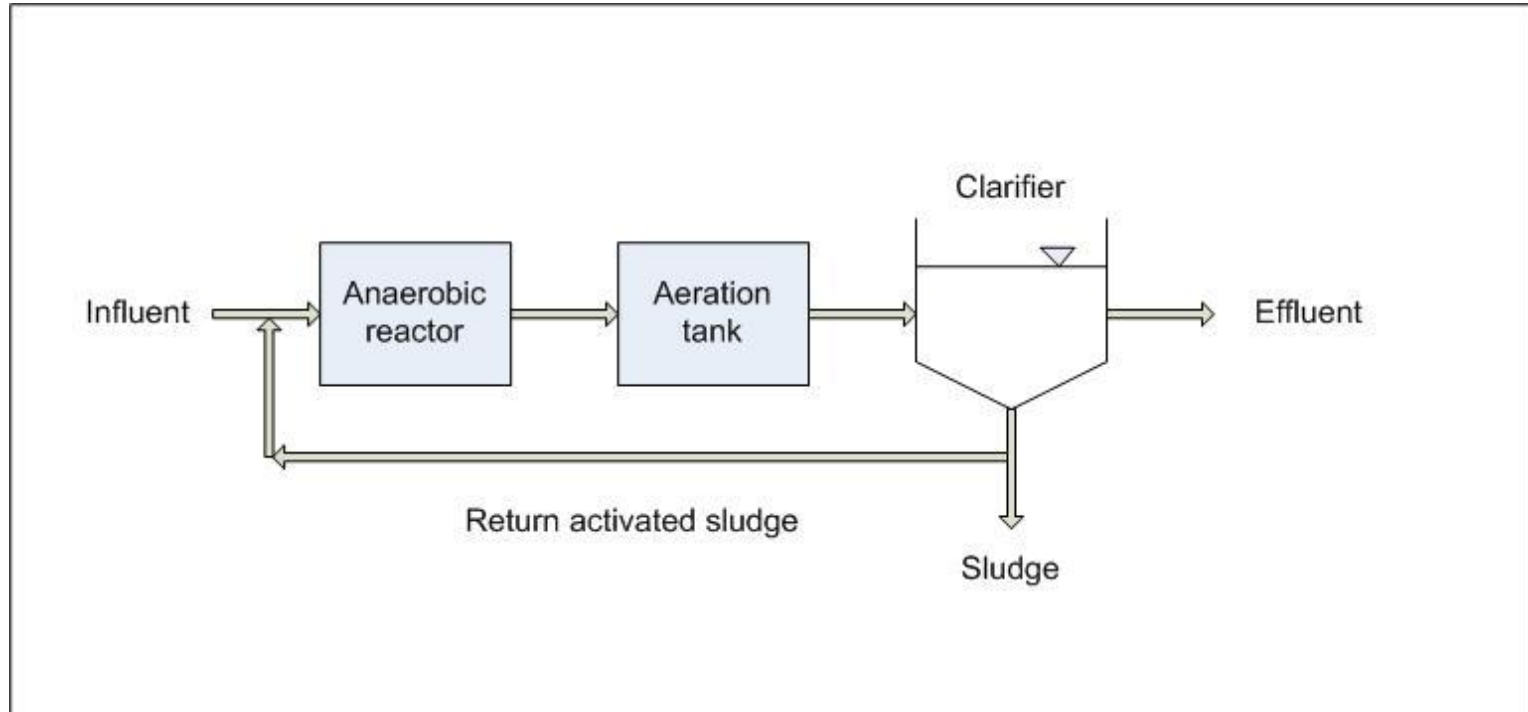 Clarifier
Influent
Anaerobic
reactor
Aeration
tank
Effluent
Return activated sludge
Sludge